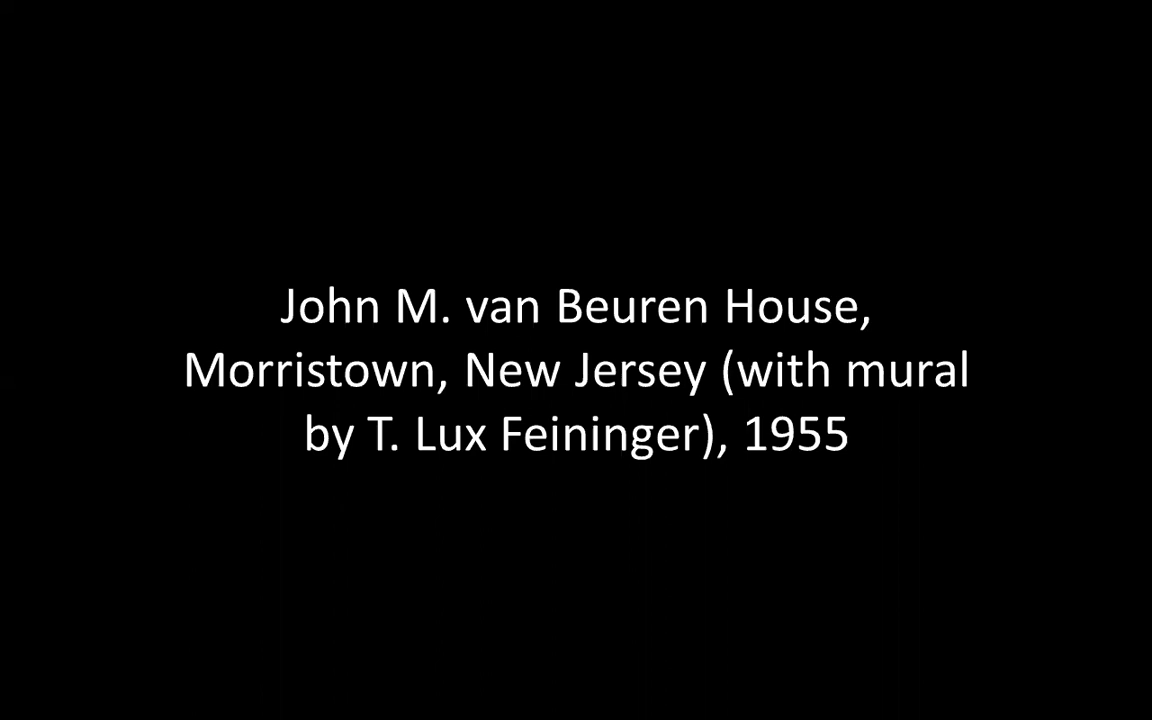 John M. van Beuren House,
Morristown, New Jersey (with mural
by T. Lux Feininger), 1955